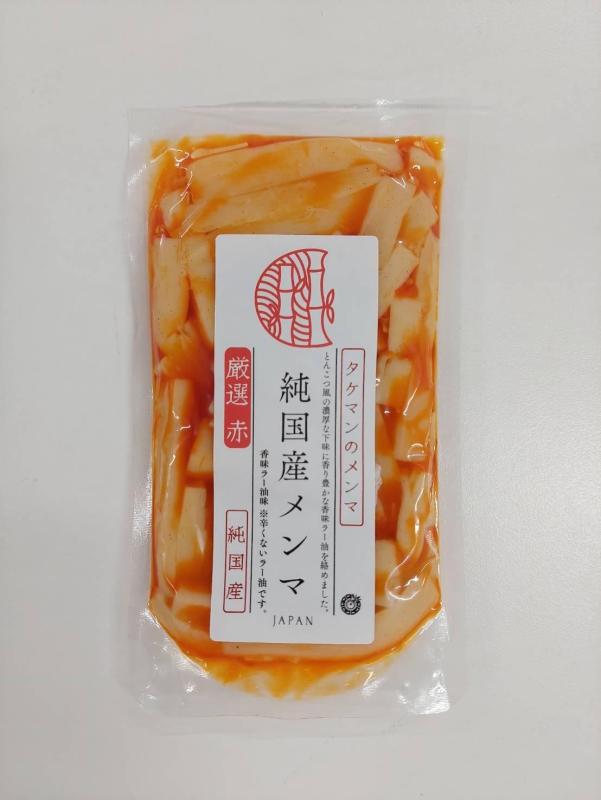 タケマンのメンマ
とんこつ風の濃厚な下味に香り豊かな香味ラー油を絡めました。
純国産メンマ
厳選 赤
香味ラー油味 ※辛くないラー油です。
純国産
JAPAN